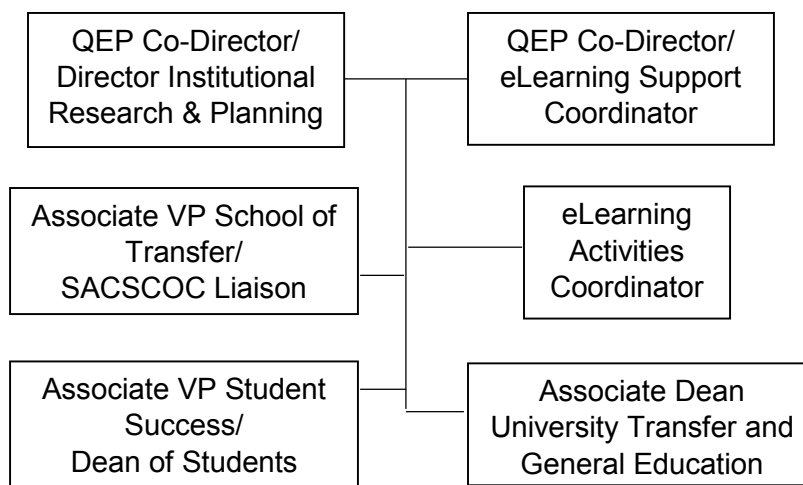 QEP Co-Director/
Director Institutional
Research & Planning
QEP Co-Director/
eLearning Support
Coordinator
Associate VP School of
Transfer/
SACSCOC Liaison
eLearning
Activities
Coordinator
Associate VP Student
Success/
Dean of Students
Associate Dean
University Transfer and
General Education